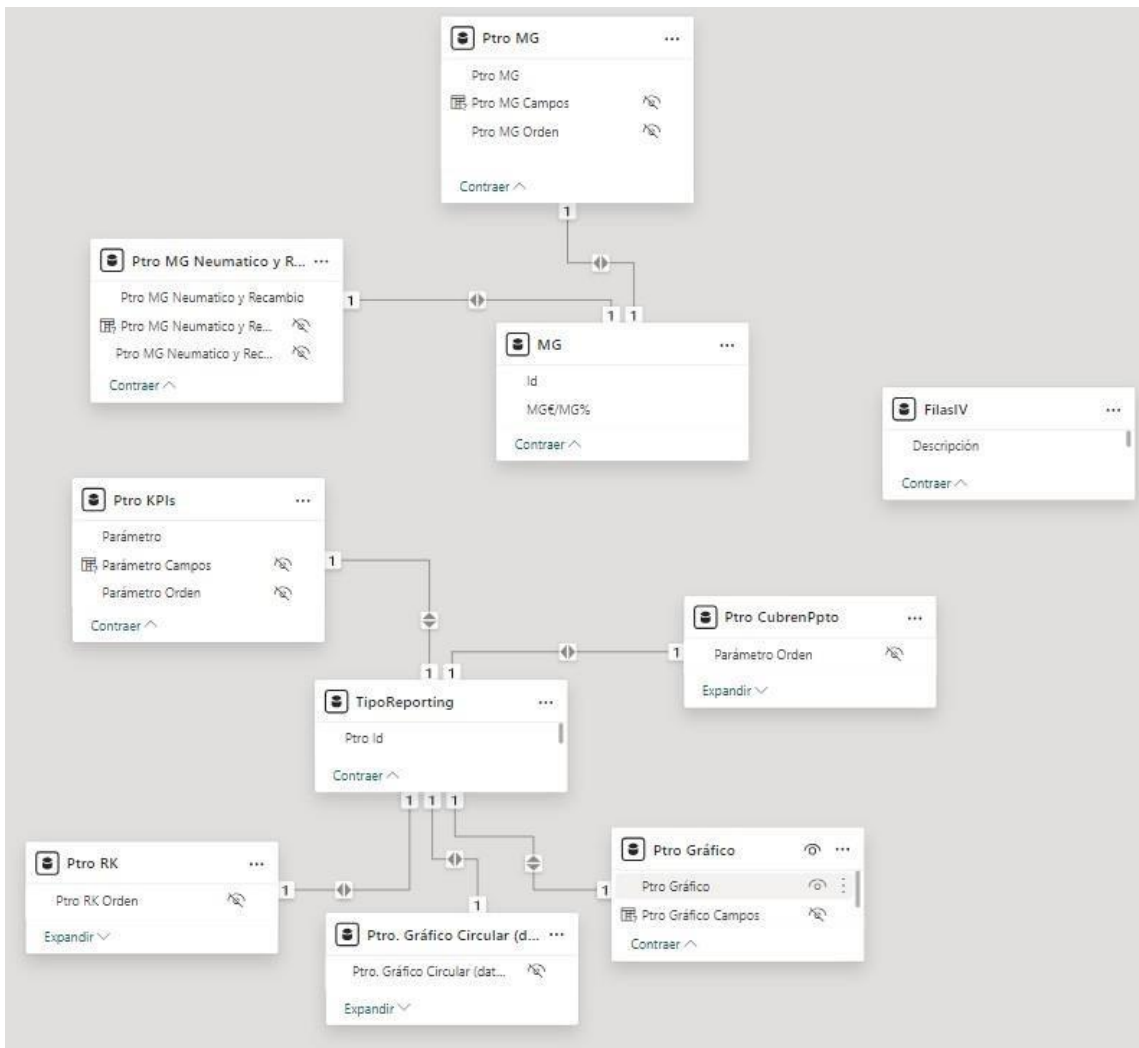 Ptro MG
Ptro MG
Ptro MG Campos
Ptro MG Orden
Contraer
1
Ptro MG Neumatico y R...
Ptro MG Neumatico y Recambio
Ptro MG Neumatico y Re...
Ptro MG Neumatico y Rec...
Contraer
1
1 1
MG
Id
MG€/MG%
Contraer
FilasIV
Descripción
Contraer
Ptro KPIs
Parámetro
Parámetro Campos
Parámetro Orden
Contraer
1
Ptro CubrenPpto
Parámetro Orden
Expandir
1
1 1
TipoReporting
Ptro Id
Contraer
1 1 1
Ptro RK
Ptro RK Orden
Expandir
1
Ptro. Gráfico Circular (d...
Ptro. Gráfico Circular (dat...
Expandir
1
Ptro Gráfico
Ptro Gráfico
Ptro Gráfico Campos
Contraer
1